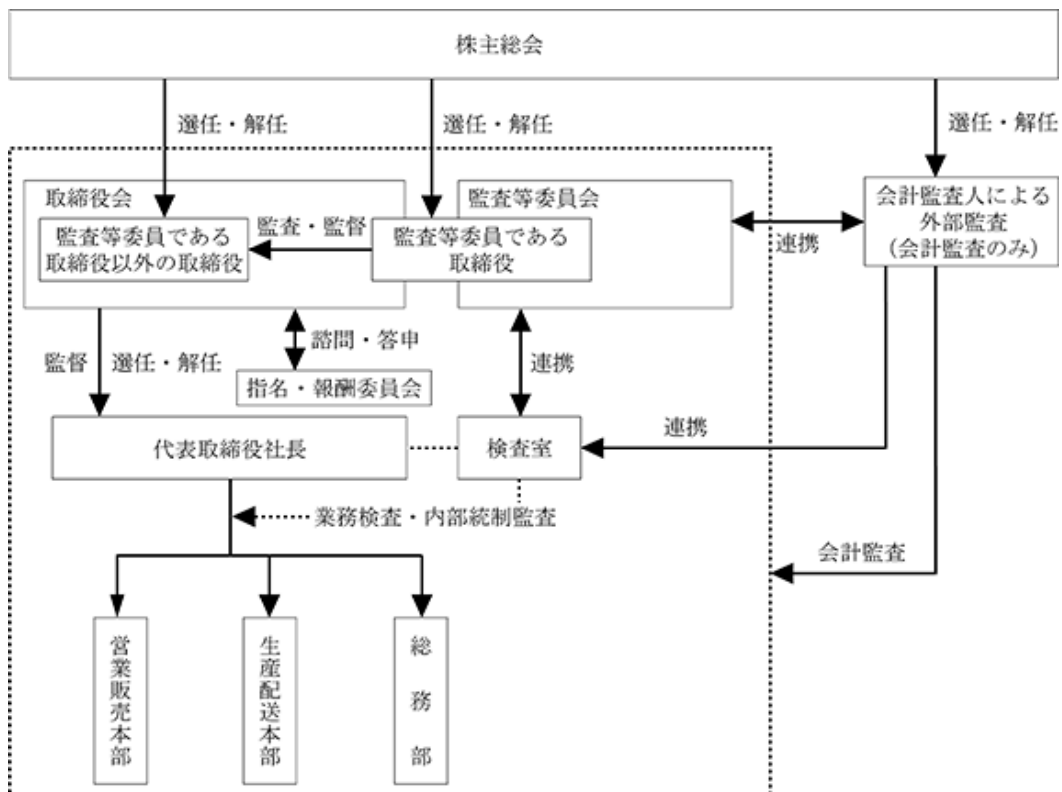 株主総会
選任・解任
選任・解任
選任・解任
取締役会
監査等委員である
取締役以外の取締役
監査・監督
監査等委員会
監査等委員である
取締役
連携
会計監査人による
外部監査
（会計監査のみ）
監督
選任・解任
諮問・答申
指名・報酬委員会
連携
代表取締役社長
検査室
連携
業務検査・内部統制監査
会計監査
営業販売本部
生産配送本部
総務部